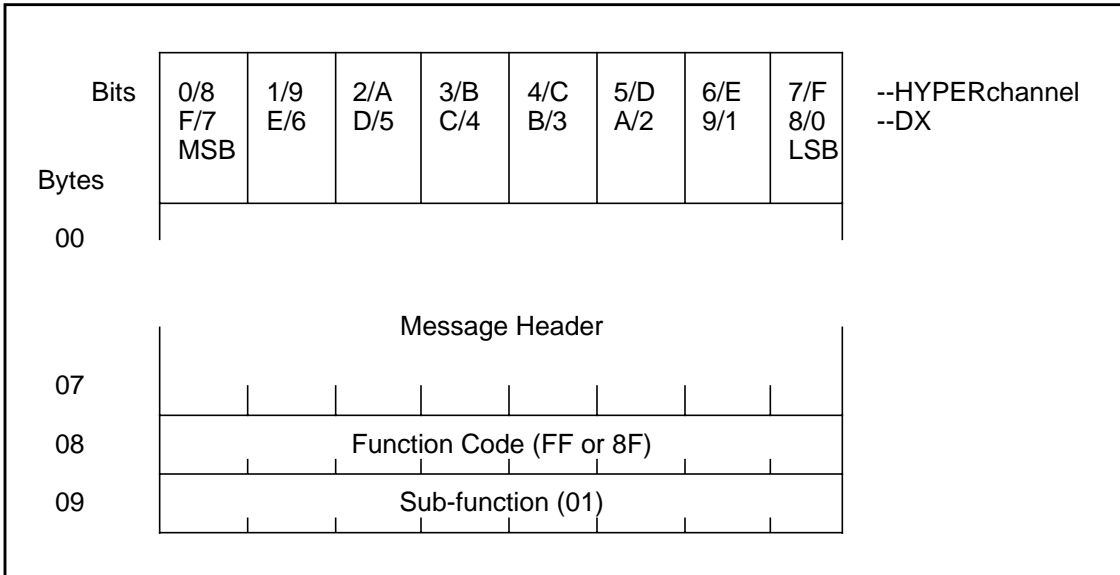 Bits 0/8 1/9 2/A 3/B 4/C 5/D 6/E 7/F --HYPERchannel
F/7 E/6 D/5 C/4 B/3 A/2 9/1 8/0 --DX
MSB LSB
Bytes
00
Message Header
07
08 Function Code (FF or 8F)
09 Sub-function (01)